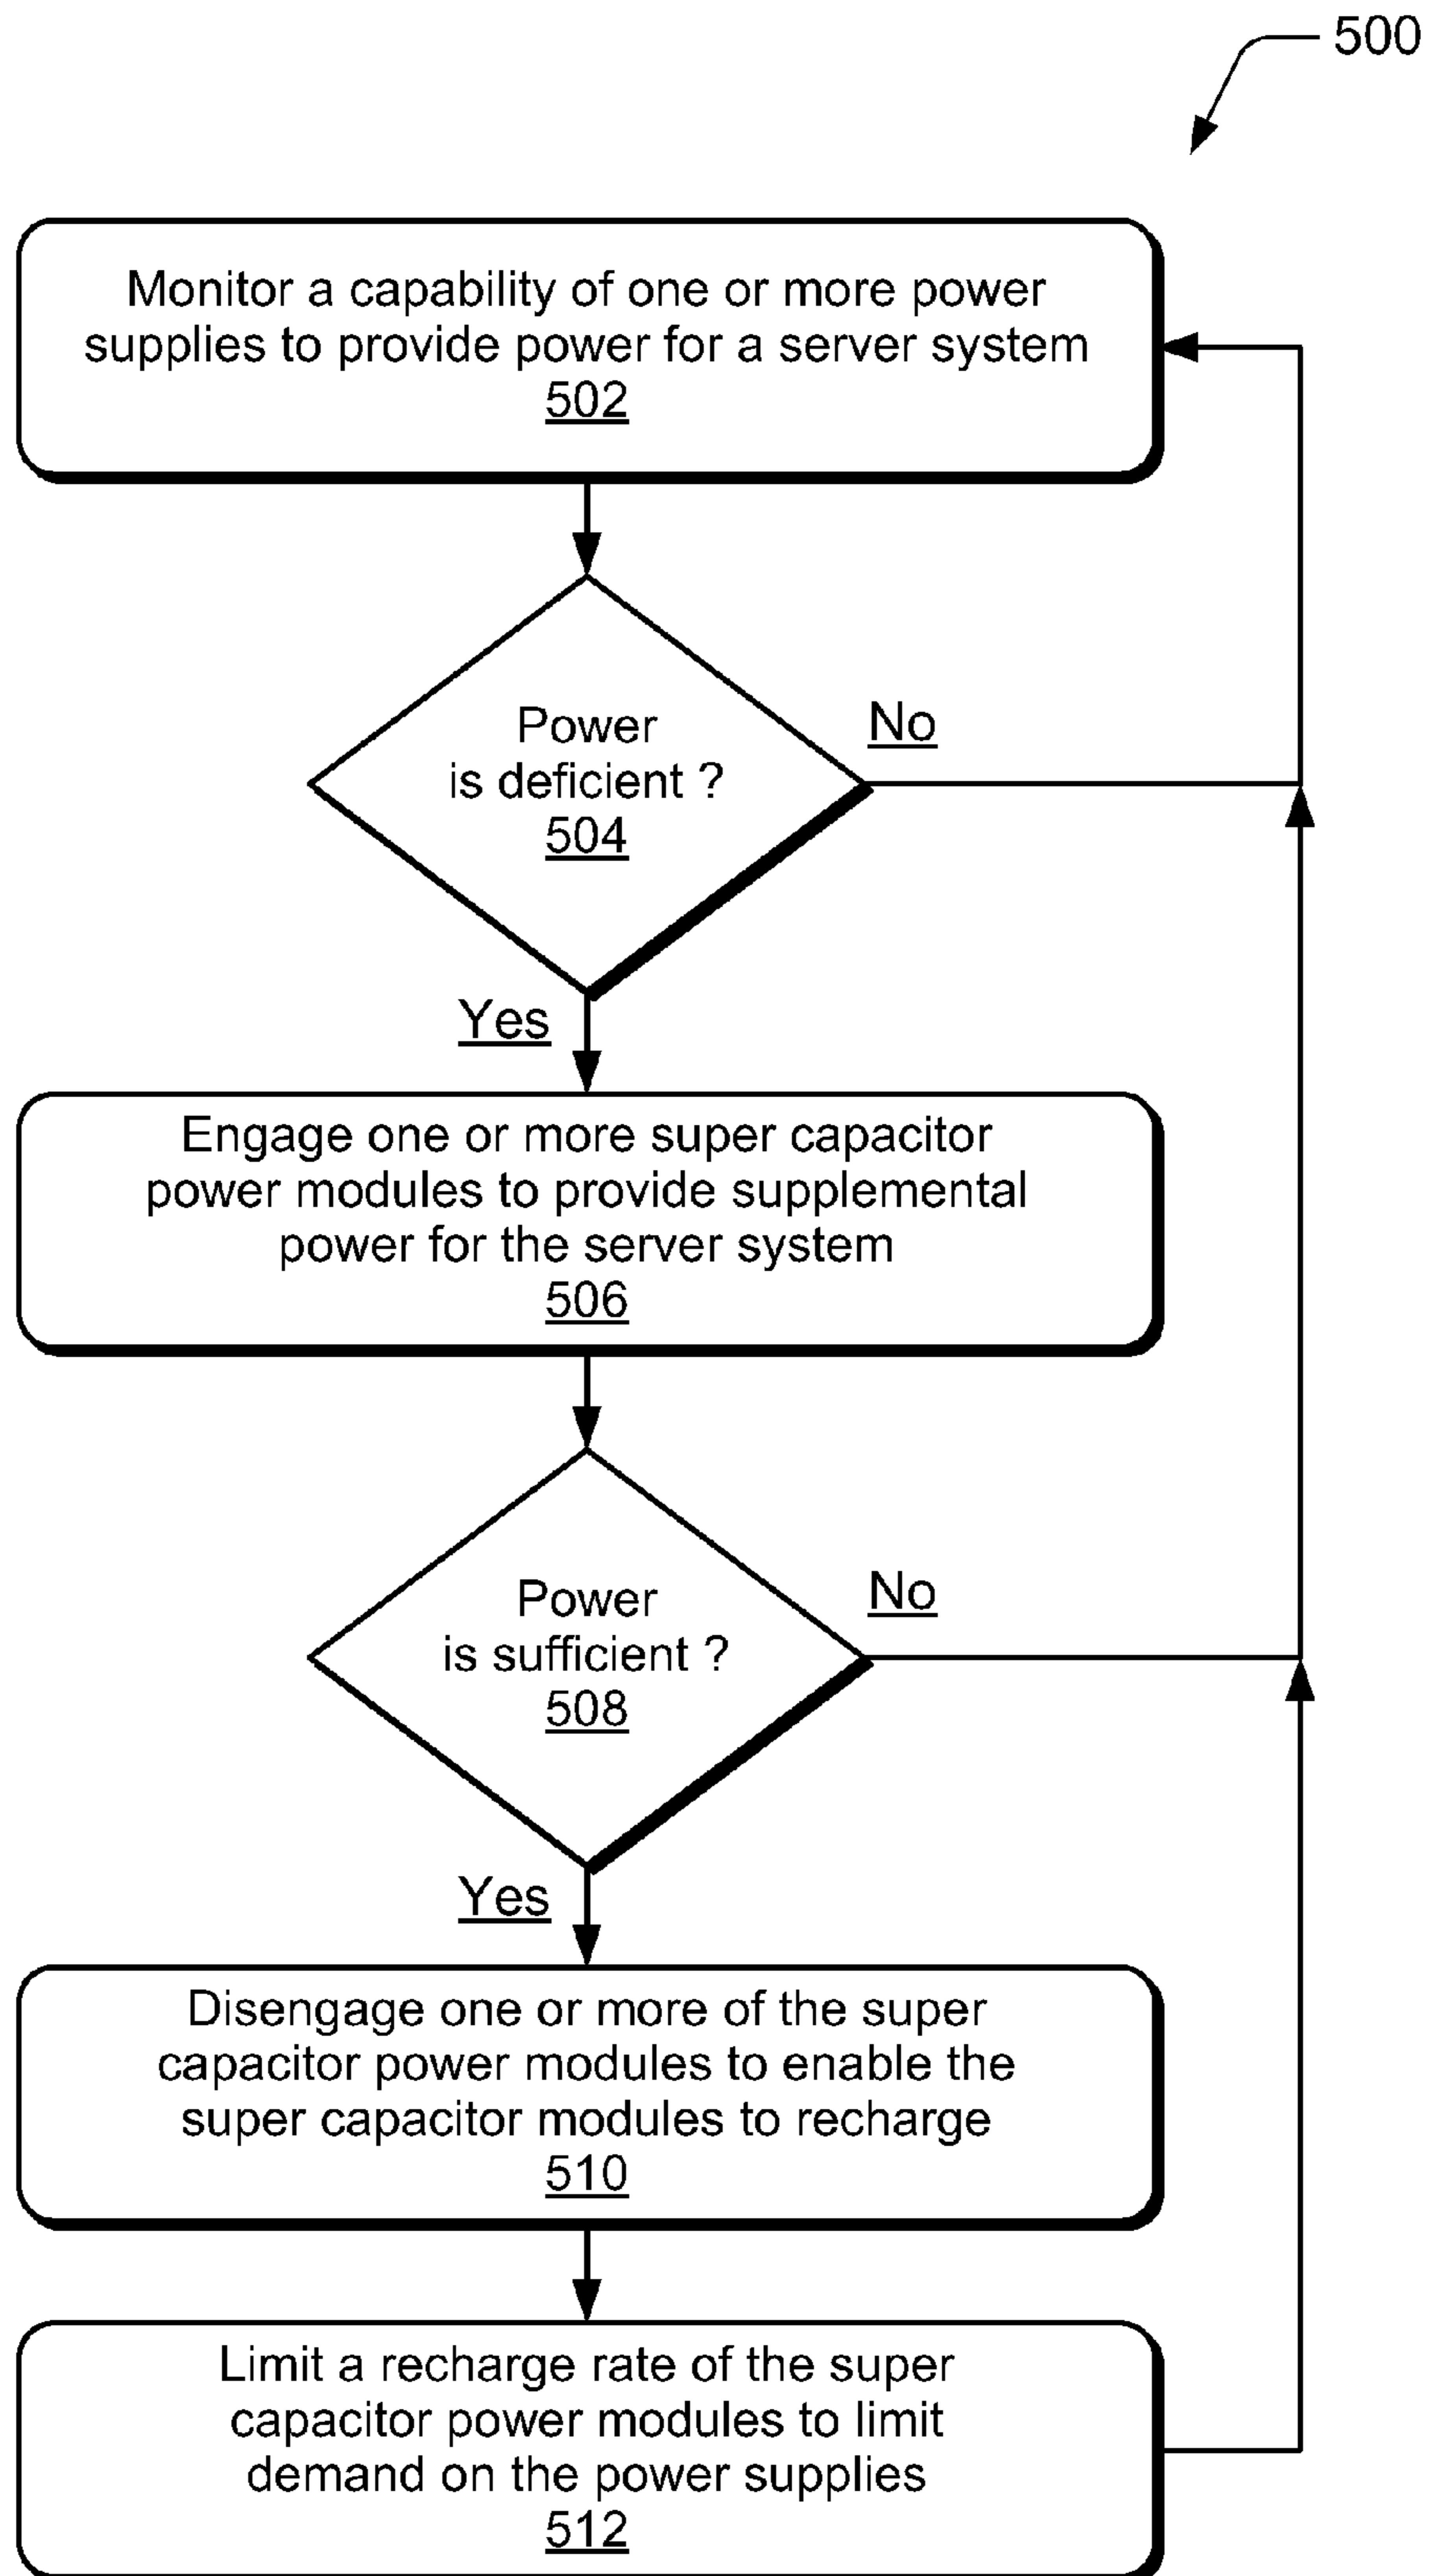 500
Monitor a capability of one or more power
supplies to provide power for a server system
502
Power
is deficient ?
504
No
Yes
Engage one or more super capacitor
power modules to provide supplemental
power for the server system
506
Power
is sufficient ?
508
No
Yes
Disengage one or more of the super
capacitor power modules to enable the
super capacitor modules to recharge
510
Limit a recharge rate of the super
capacitor power modules to limit
demand on the power supplies
512